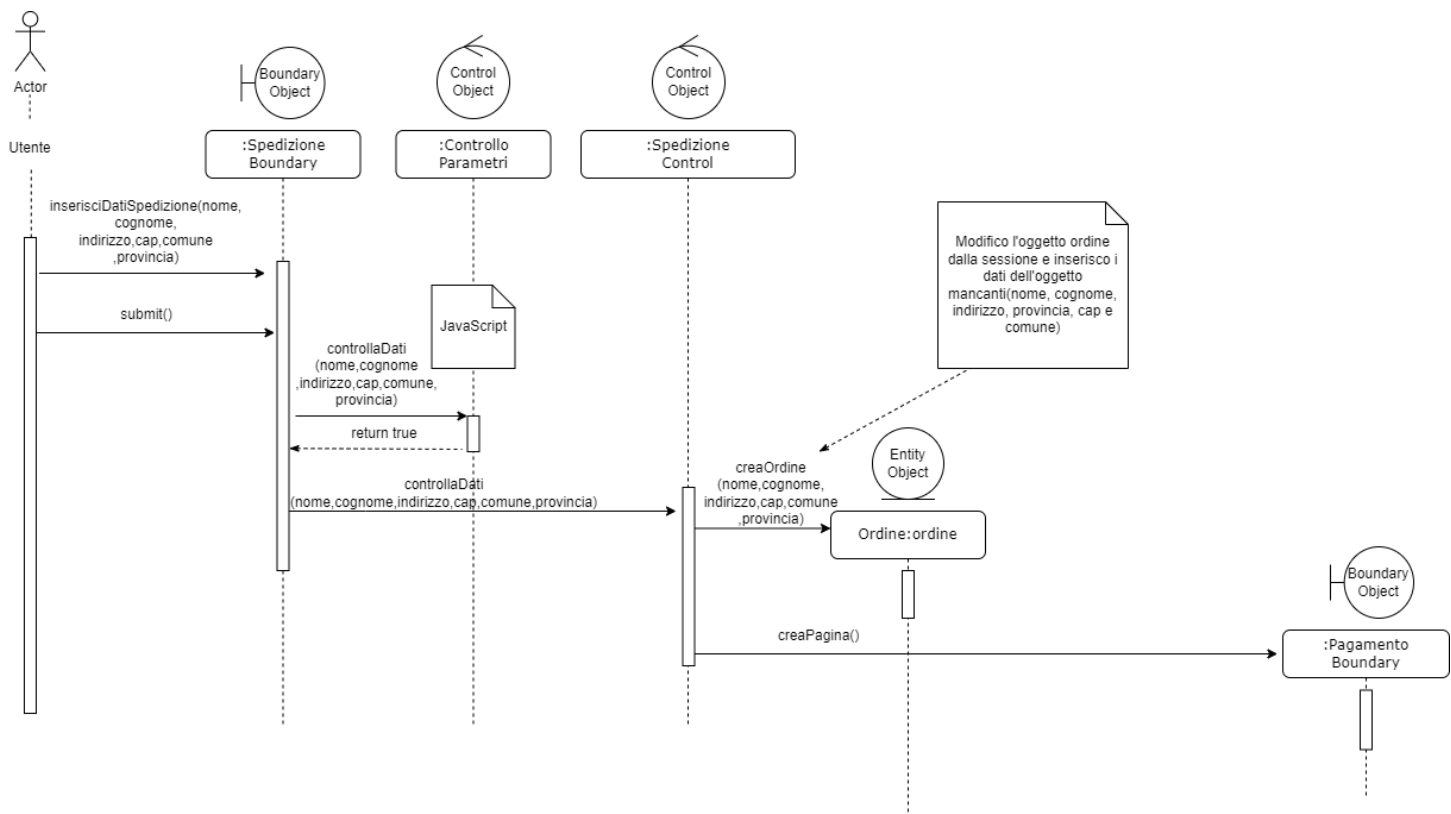 Actor
Utente
Boundary
Object
:Spedizione
Boundary
Control
Object
:Controllo
Parametri
Control
Object
:Spedizione
Control
inserisciDatiSpedizione(nome,
cognome,
indirizzo,cap,comune
,provincia)
submit()
JavaScript
controllaDati
(nome,cognome
,indirizzo,cap,comune,
provincia)
return true
controllaDati
(nome,cognome,indirizzo,cap,comune,provincia)
Modifico l'oggetto ordine
dalla sessione e inserisco i
dati dell'oggetto
mancanti(nome, cognome,
indirizzo, provincia, cap e
comune)
creaOrdine
(nome,cognome,
indirizzo,cap,comune
,provincia)
Entity
Object
Ordine:ordine
creaPagina()
Boundary
Object
:Pagamento
Boundary